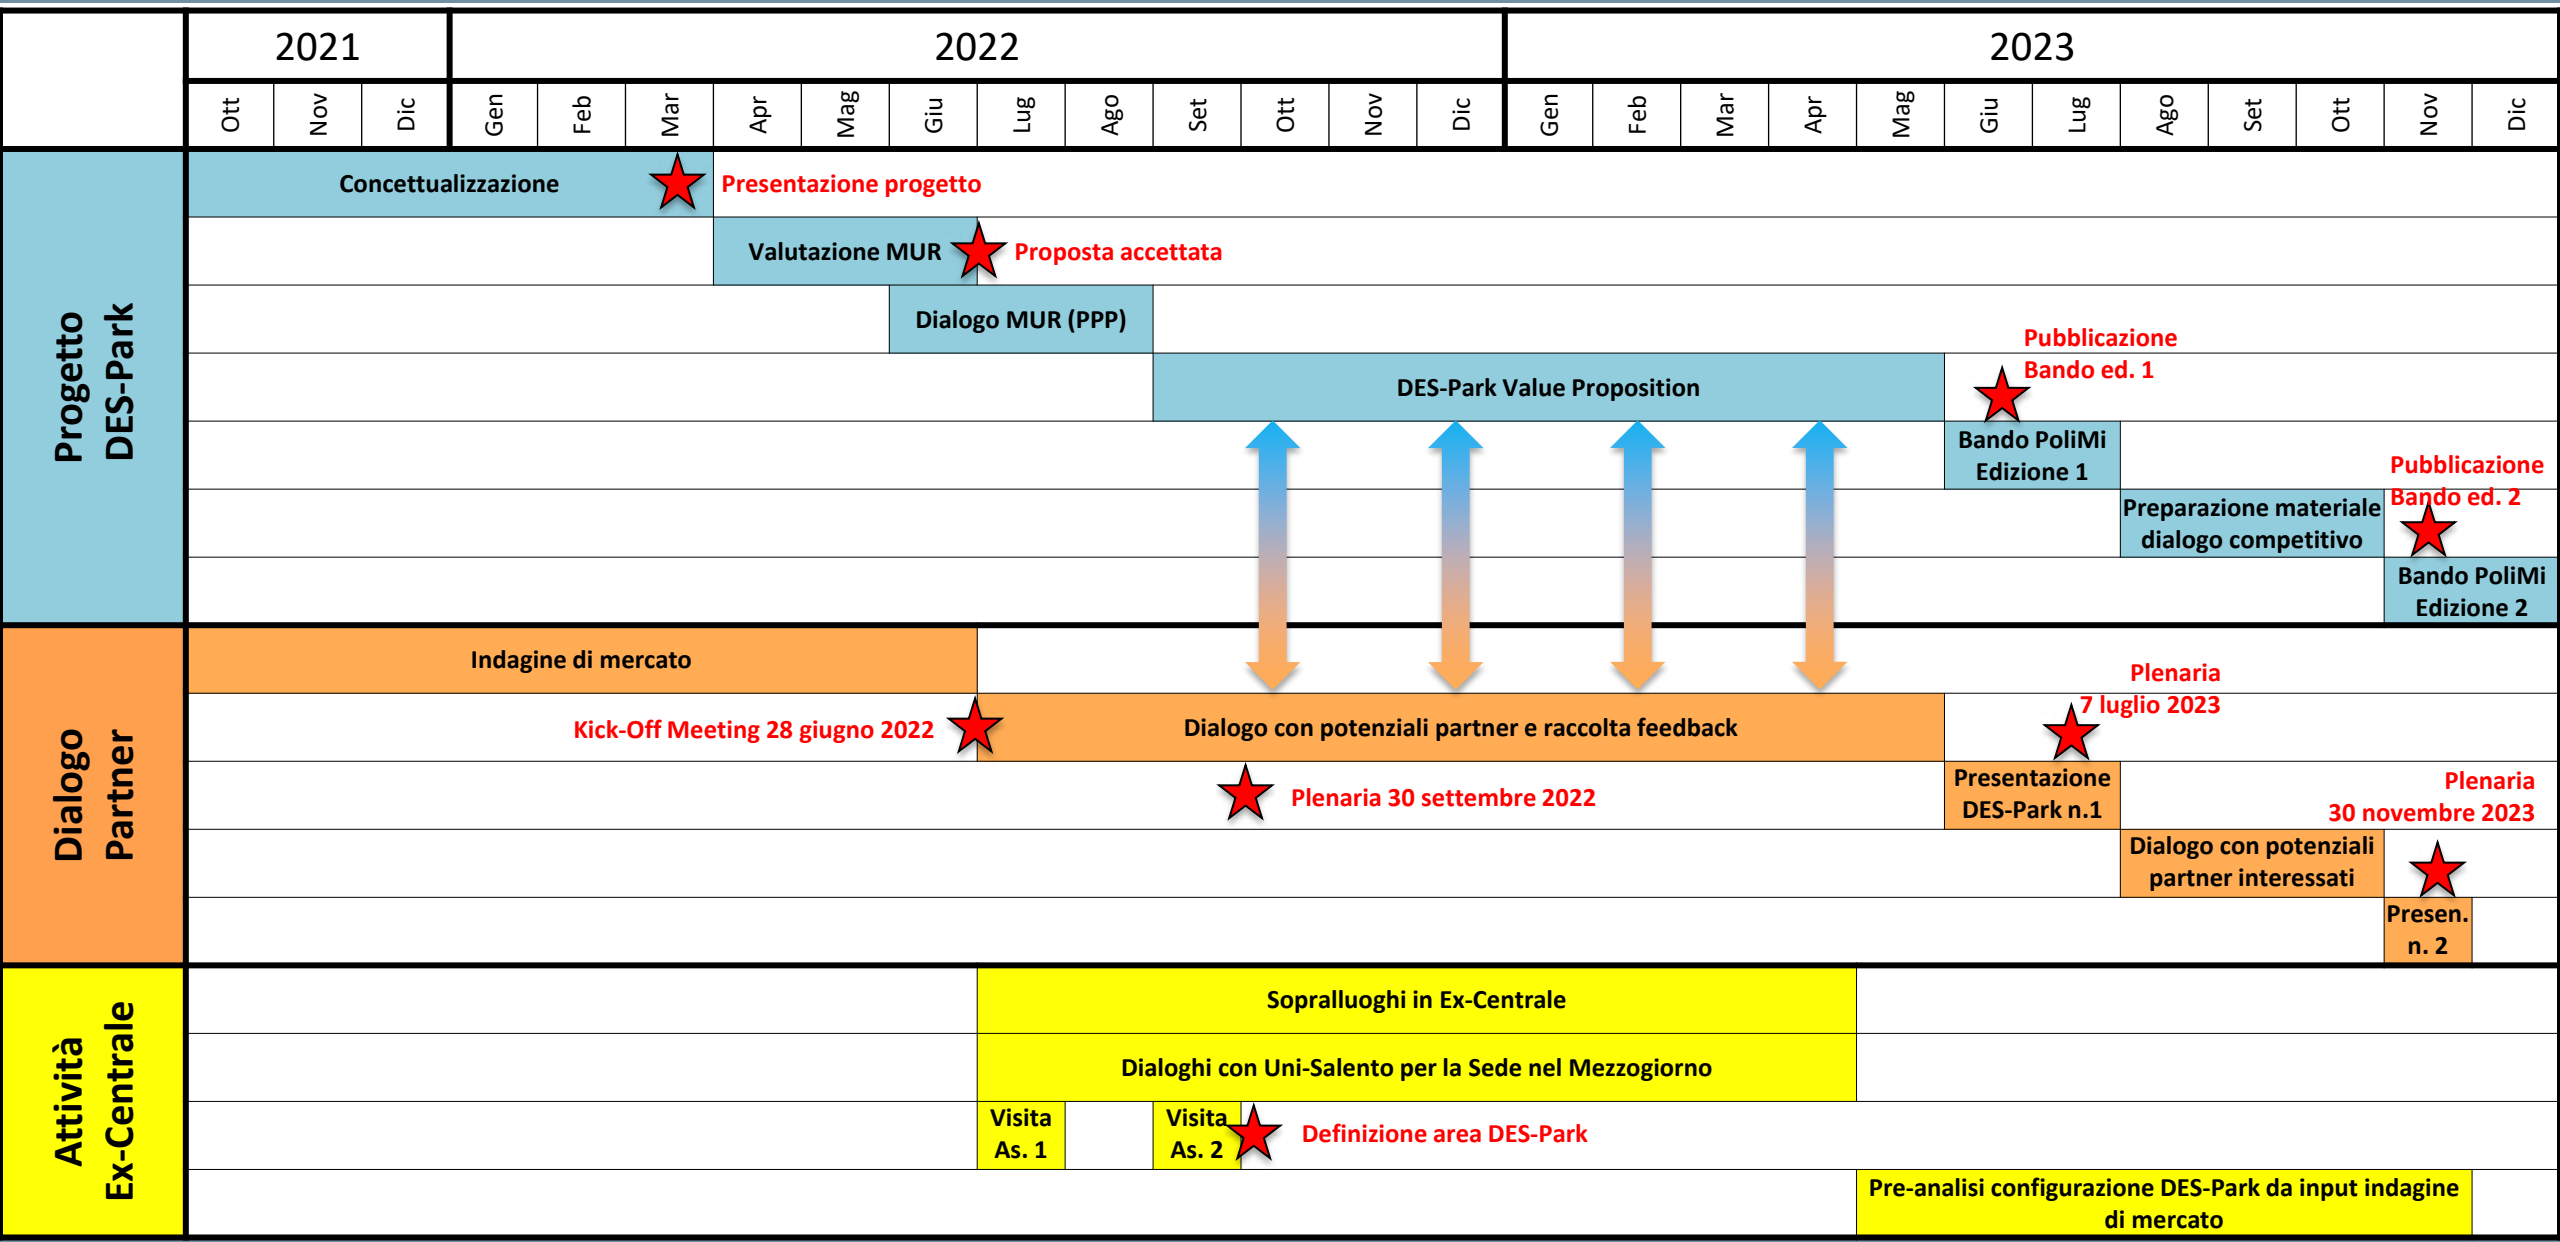 2021
2022
2023
Ott
Nov
Dic
Gen
Feb
Mar
Apr
Mag
Giu
Lug
Ago
Set
Ott
Nov
Dic
Gen
Feb
Mar
Apr
Mag
Giu
Lug
Ago
Set
Ott
Nov
Dic
Progetto
DES-Park
Concettualizzazione
Presentazione progetto
Valutazione MUR
Proposta accettata
Dialogo MUR (PPP)
Pubblicazione
Bando ed. 1
DES-Park Value Proposition
Bando PoliMi
Edizione 1
Pubblicazione
Bando ed. 2
Preparazione materiale
dialogo competitivo
Bando PoliMi
Edizione 2
Dialogo
Partner
Indagine di mercato
Plenaria
7 luglio 2023
Kick-Off Meeting 28 giugno 2022
Dialogo con potenziali partner e raccolta feedback
Plenaria 30 settembre 2022
Presentazione
DES-Park n.1
Plenaria
30 novembre 2023
Dialogo con potenziali
partner interessati
Presen.
n. 2
Attività
Ex-Centrale
Sopralluoghi in Ex-Centrale
Dialoghi con Uni-Salento per la Sede nel Mezzogiorno
Visita
As. 1
Visita
As. 2
Definizione area DES-Park
Pre-analisi configurazione DES-Park da input indagine
di mercato